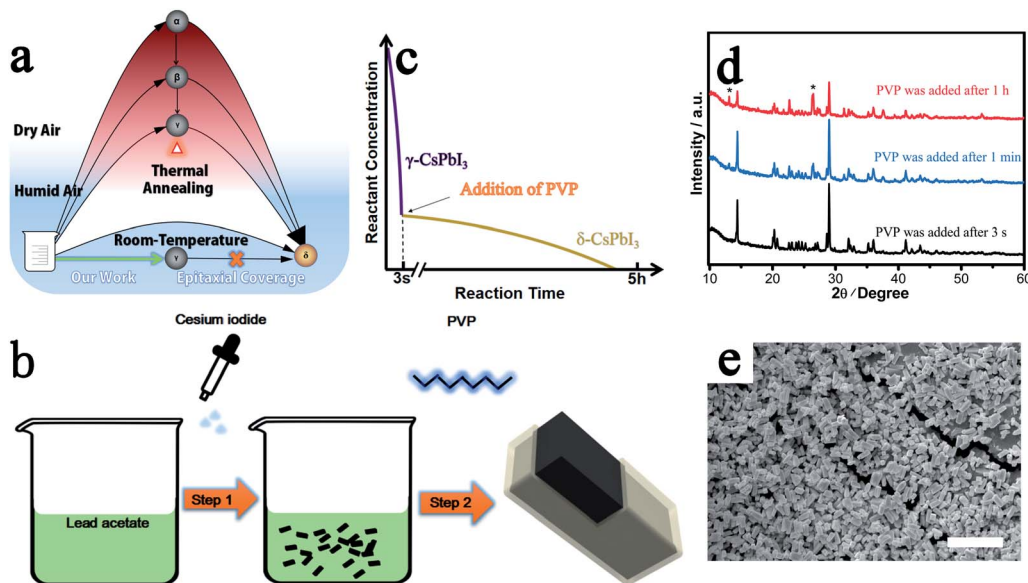 a
α
β
γ
Dry Air
Thermal
Annealing
Humid Air
Room-Temperature
γ
δ
Our Work
Epitaxial Coverage
c
Reactant Concentration
γ-CsPbI₃
Addition of PVP
δ-CsPbI₃
3s
5h
Reaction Time
d
Intensity / a.u.
*
*
PVP was added after 1 h
PVP was added after 1 min
PVP was added after 3 s
10
20
30
40
50
60
2θ /Degree
b
Cesium iodide
PVP
Lead acetate
Step 1
Step 2
e